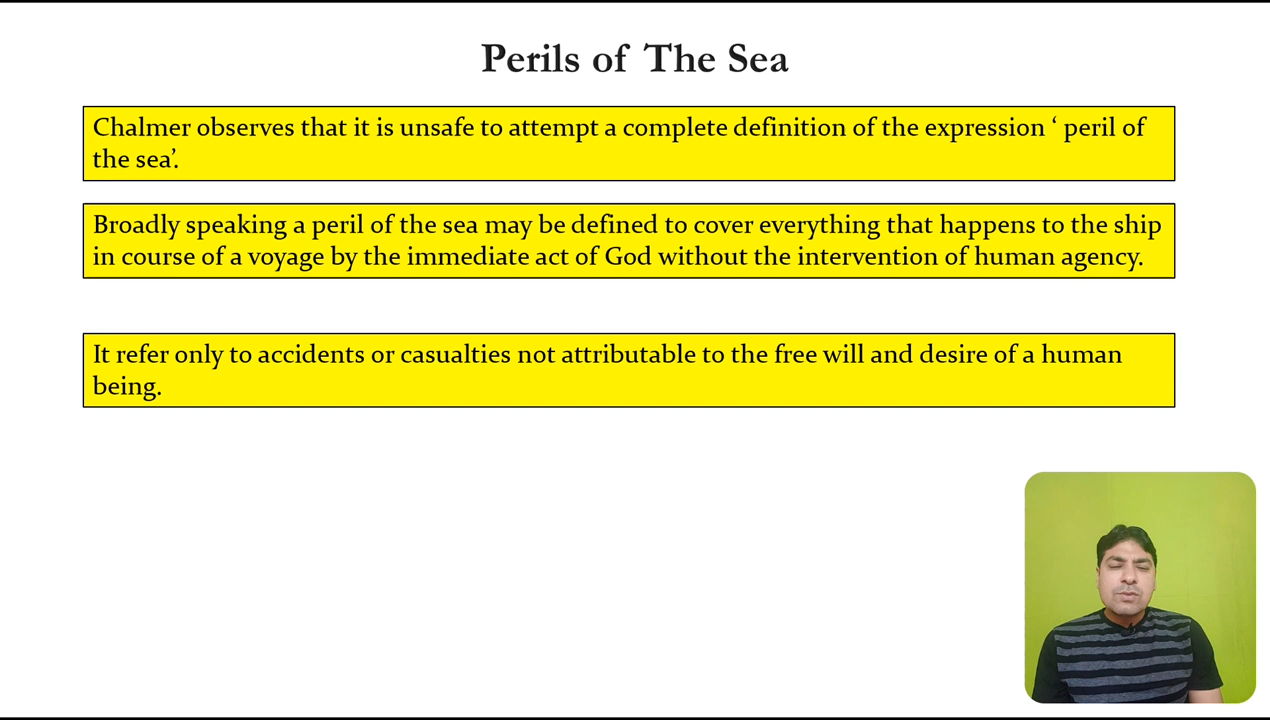 Perils of The Sea
Chalmer observes that it is unsafe to attempt a complete definition of the expression ‘ peril of
the sea’.
Broadly speaking a peril of the sea may be defined to cover everything that happens to the ship
in course of a voyage by the immediate act of God without the intervention of human agency.
It refer only to accidents or casualties not attributable to the free will and desire of a human
being.